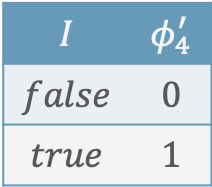 I ϕ′₄
false 0
true 1